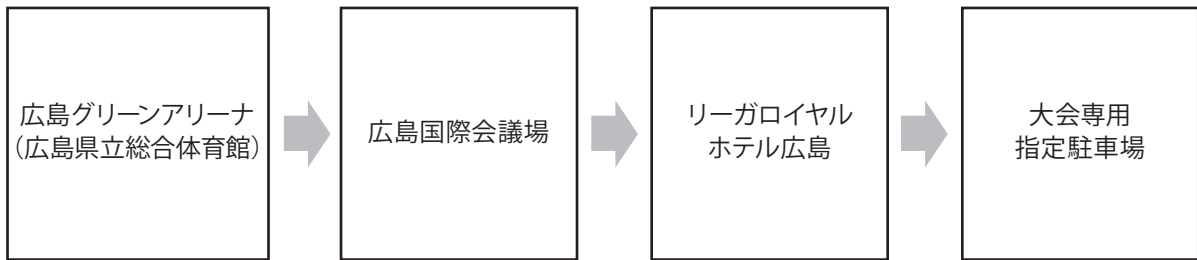 広島グリーンアリーナ
（広島県立総合体育館）
広島国際会議場
リーガロイヤル
ホテル広島
大会専用
指定駐車場